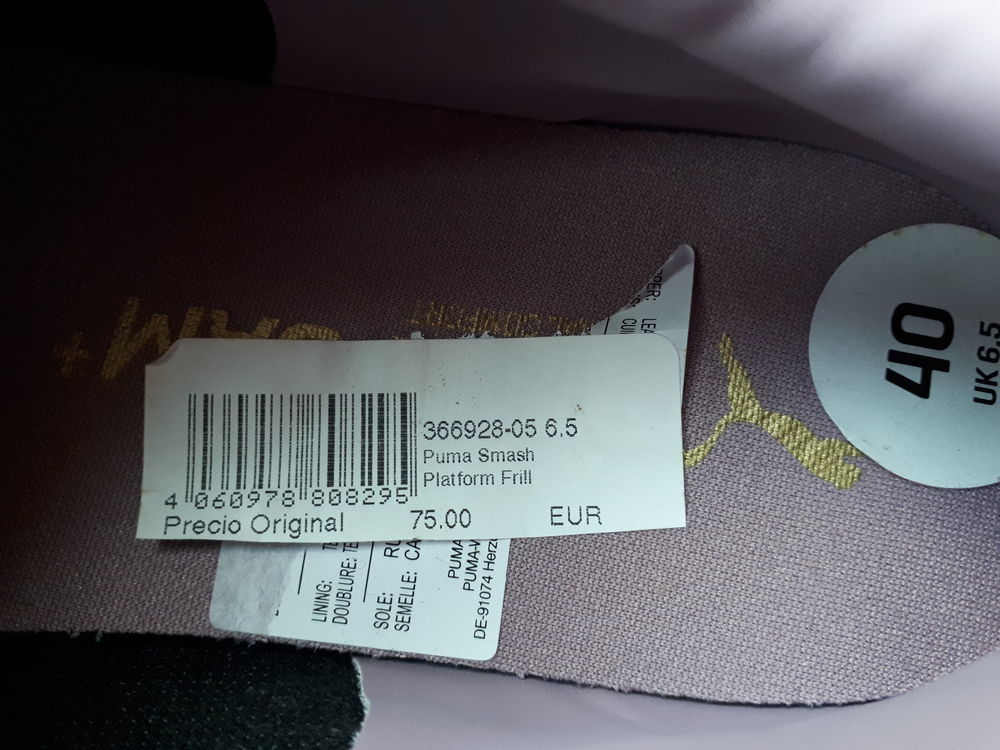 366928-05 6.5
Puma Smash
Platform Frill
4 060978 808295
Precio Original 75.00 EUR
40
UK 6.5
LINING:
DOUBLURE:
SOLE:
SEMELLE:
PUMA
DE-91074